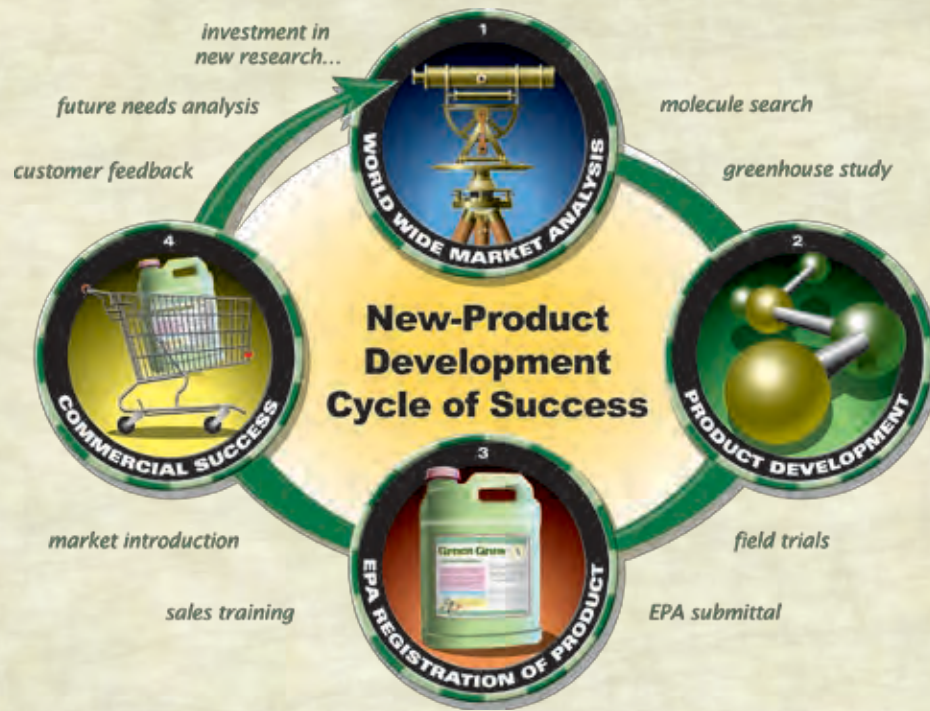 investment in
new research...
future needs analysis
customer feedback
1
WORLD WIDE MARKET ANALYSIS
molecule search
greenhouse study
2
PRODUCT DEVELOPMENT
New-Product
Development
Cycle of Success
4
COMMERCIAL SUCCESS
3
EPA REGISTRATION OF PRODUCT
Green Grow
field trials
EPA submittal
market introduction
sales training